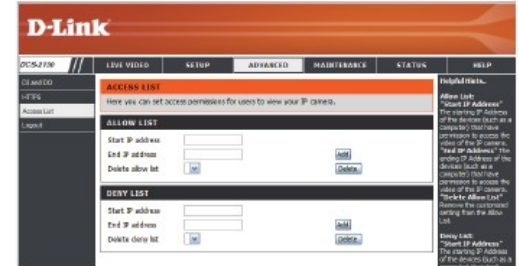 D-Link
DCS-2130 // LIVE VIDEO SETUP ADVANCED MAINTENANCE STATUS HELP
DI and DO
HTTPS
Access List
Logout
ACCESS LIST
Here you can set access permissions for users to view your IP camera.
ALLOW LIST
Start IP address
End IP address Add
Delete allow list Delete
DENY LIST
Start IP address
End IP address Add
Delete deny list Delete
Helpful Hints..
Allow List:
"Start IP Address"
The starting IP Address
of the devices (such as a
computer) that have
permission to access the
video of the IP camera.
"End IP Address" The
ending IP Address of the
devices (such as a
computer) that have
permission to access the
video of the IP camera.
"Delete Allow List"
Remove the customized
setting from the Allow
List.
Deny List:
"Start IP Address"
The starting IP Address
of the devices (such as a